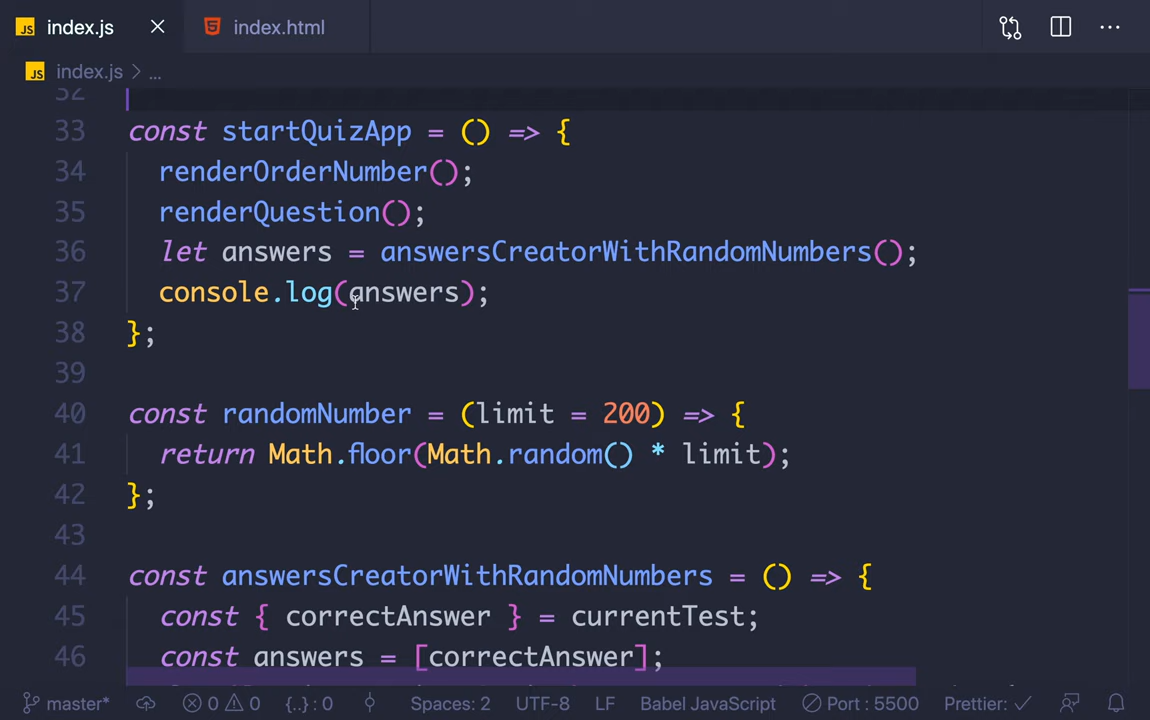 JS index.js index.html
JS index.js > ...
32
33 const startQuizApp = () => {
34 renderOrderNumber();
35 renderQuestion();
36 let answers = answersCreatorWithRandomNumbers();
37 console.log(answers);
38 };
39
40 const randomNumber = (limit = 200) => {
41 return Math.floor(Math.random() * limit);
42 };
43
44 const answersCreatorWithRandomNumbers = () => {
45 const { correctAnswer } = currentTest;
46 const answers = [correctAnswer];
master* 0 0 {..} : 0 Spaces: 2 UTF-8 LF Babel JavaScript Port : 5500 Prettier: ✓